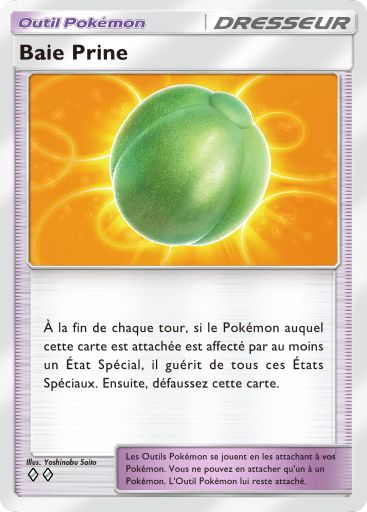 Outil Pokémon
DRESSEUR
Baie Prine
À la fin de chaque tour, si le Pokémon auquel
cette carte est attachée est affecté par au moins
un État Spécial, il guérit de tous ces États
Spéciaux. Ensuite, défaussez cette carte.
Illus. Yoshinobu Saito
Les Outils Pokémon se jouent en les attachant à vos
Pokémon. Vous ne pouvez en attacher qu'un à un
Pokémon. L'Outil Pokémon lui reste attaché.